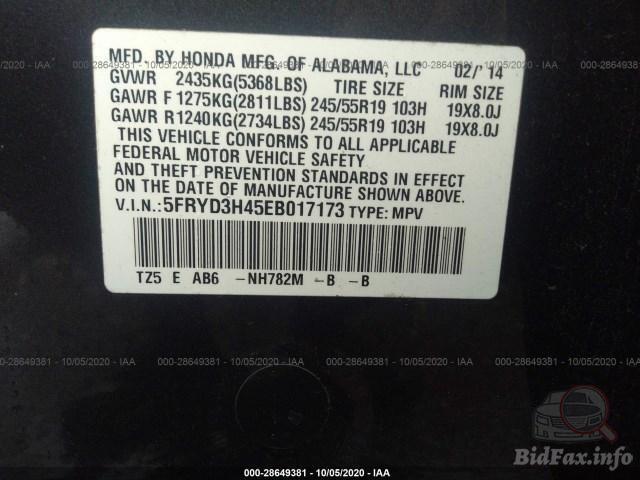 MFD. BY HONDA MFG. OF ALABAMA, LLC 02/'14
GVWR 2435KG(5368LBS) TIRE SIZE RIM SIZE
GAWR F 1275KG(2811LBS) 245/55R19 103H 19X8.0J
GAWR R 1240KG(2734LBS) 245/55R19 103H 19X8.0J
THIS VEHICLE CONFORMS TO ALL APPLICABLE
FEDERAL MOTOR VEHICLE SAFETY
AND THEFT PREVENTION STANDARDS IN EFFECT
ON THE DATE OF MANUFACTURE SHOWN ABOVE.
V.I.N.:5FRYD3H45EB017173 TYPE: MPV
TZ5 E AB6 -NH782M -B -B
000-28649381 - 10/05/2020 - IAA
BidFax.info